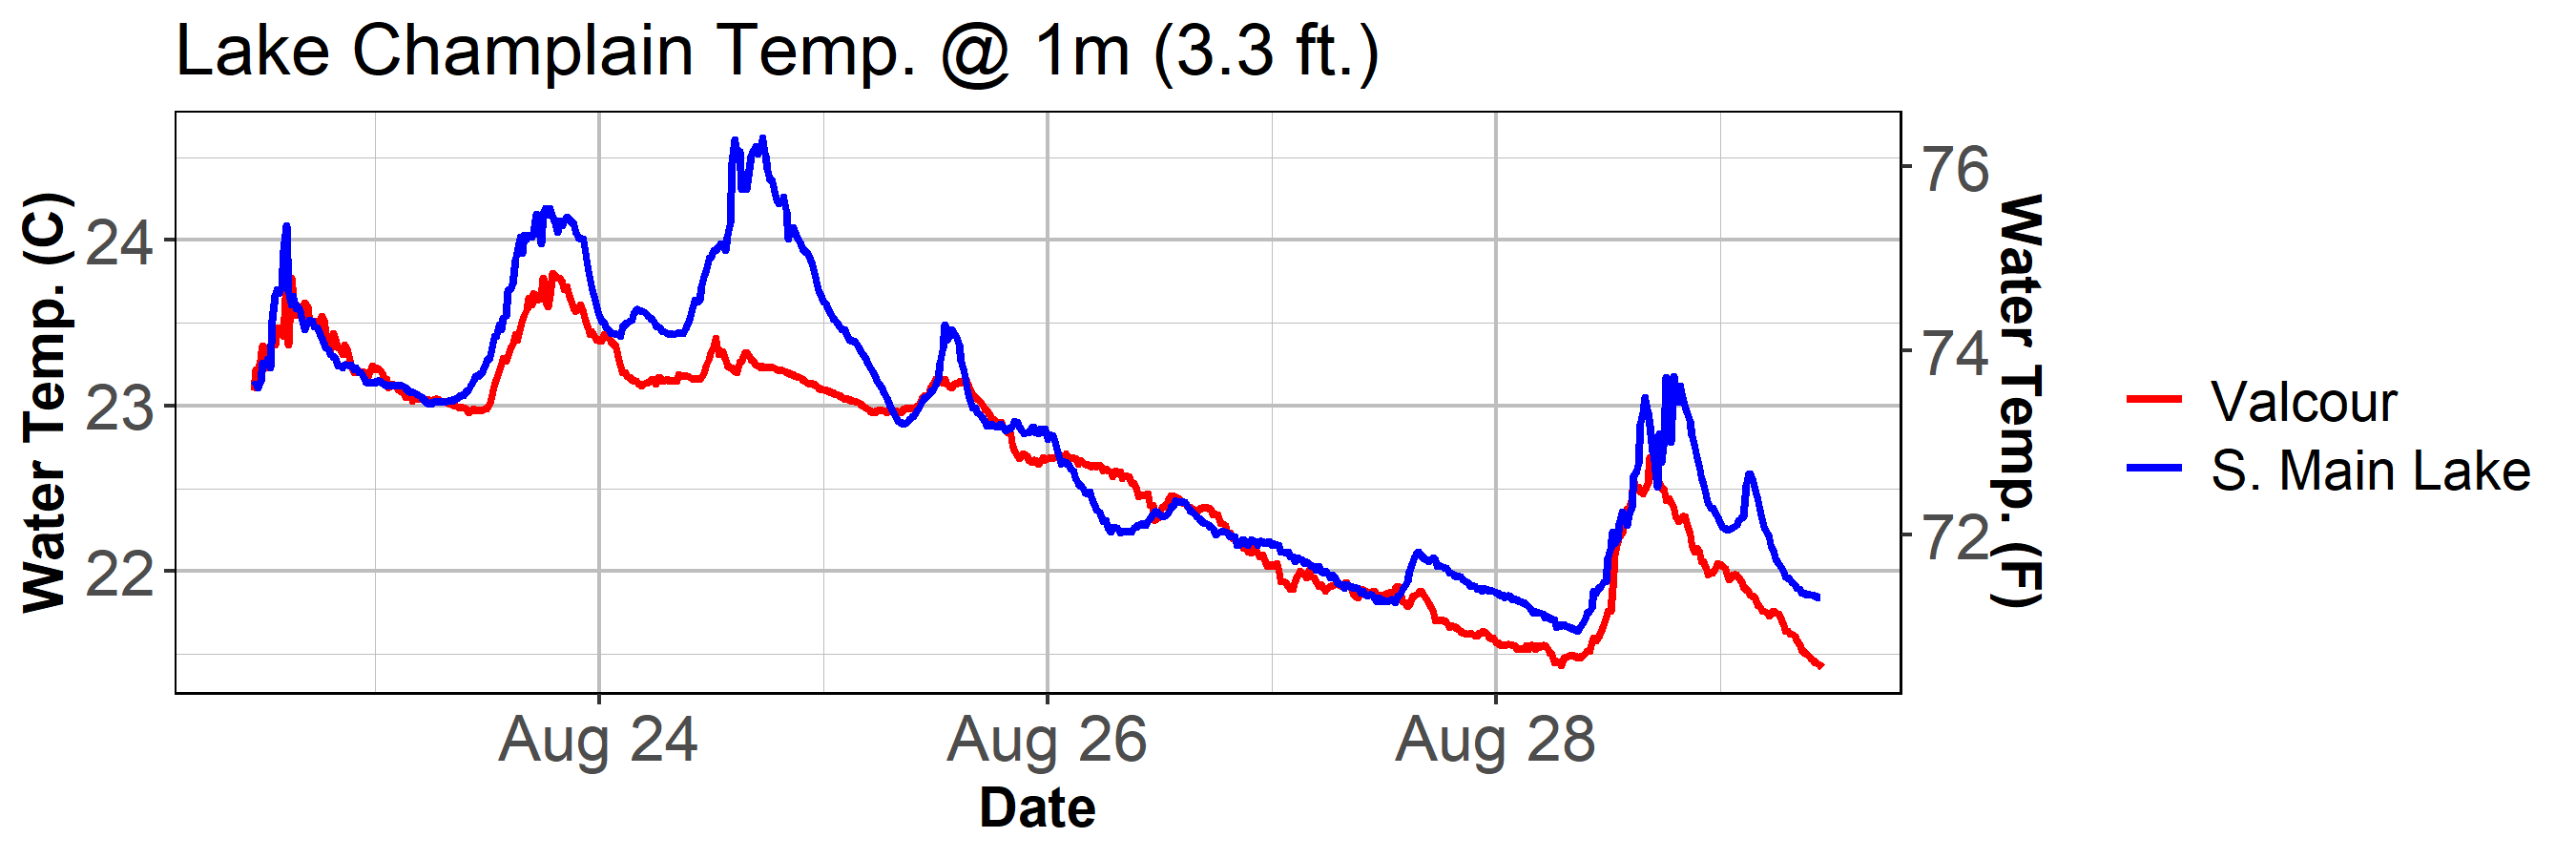 Lake Champlain Temp. @ 1m (3.3 ft.)
Water Temp. (C)
24
23
22
76
74
72
Water Temp. (F)
Aug 24
Aug 26
Aug 28
Date
Valcour
S. Main Lake